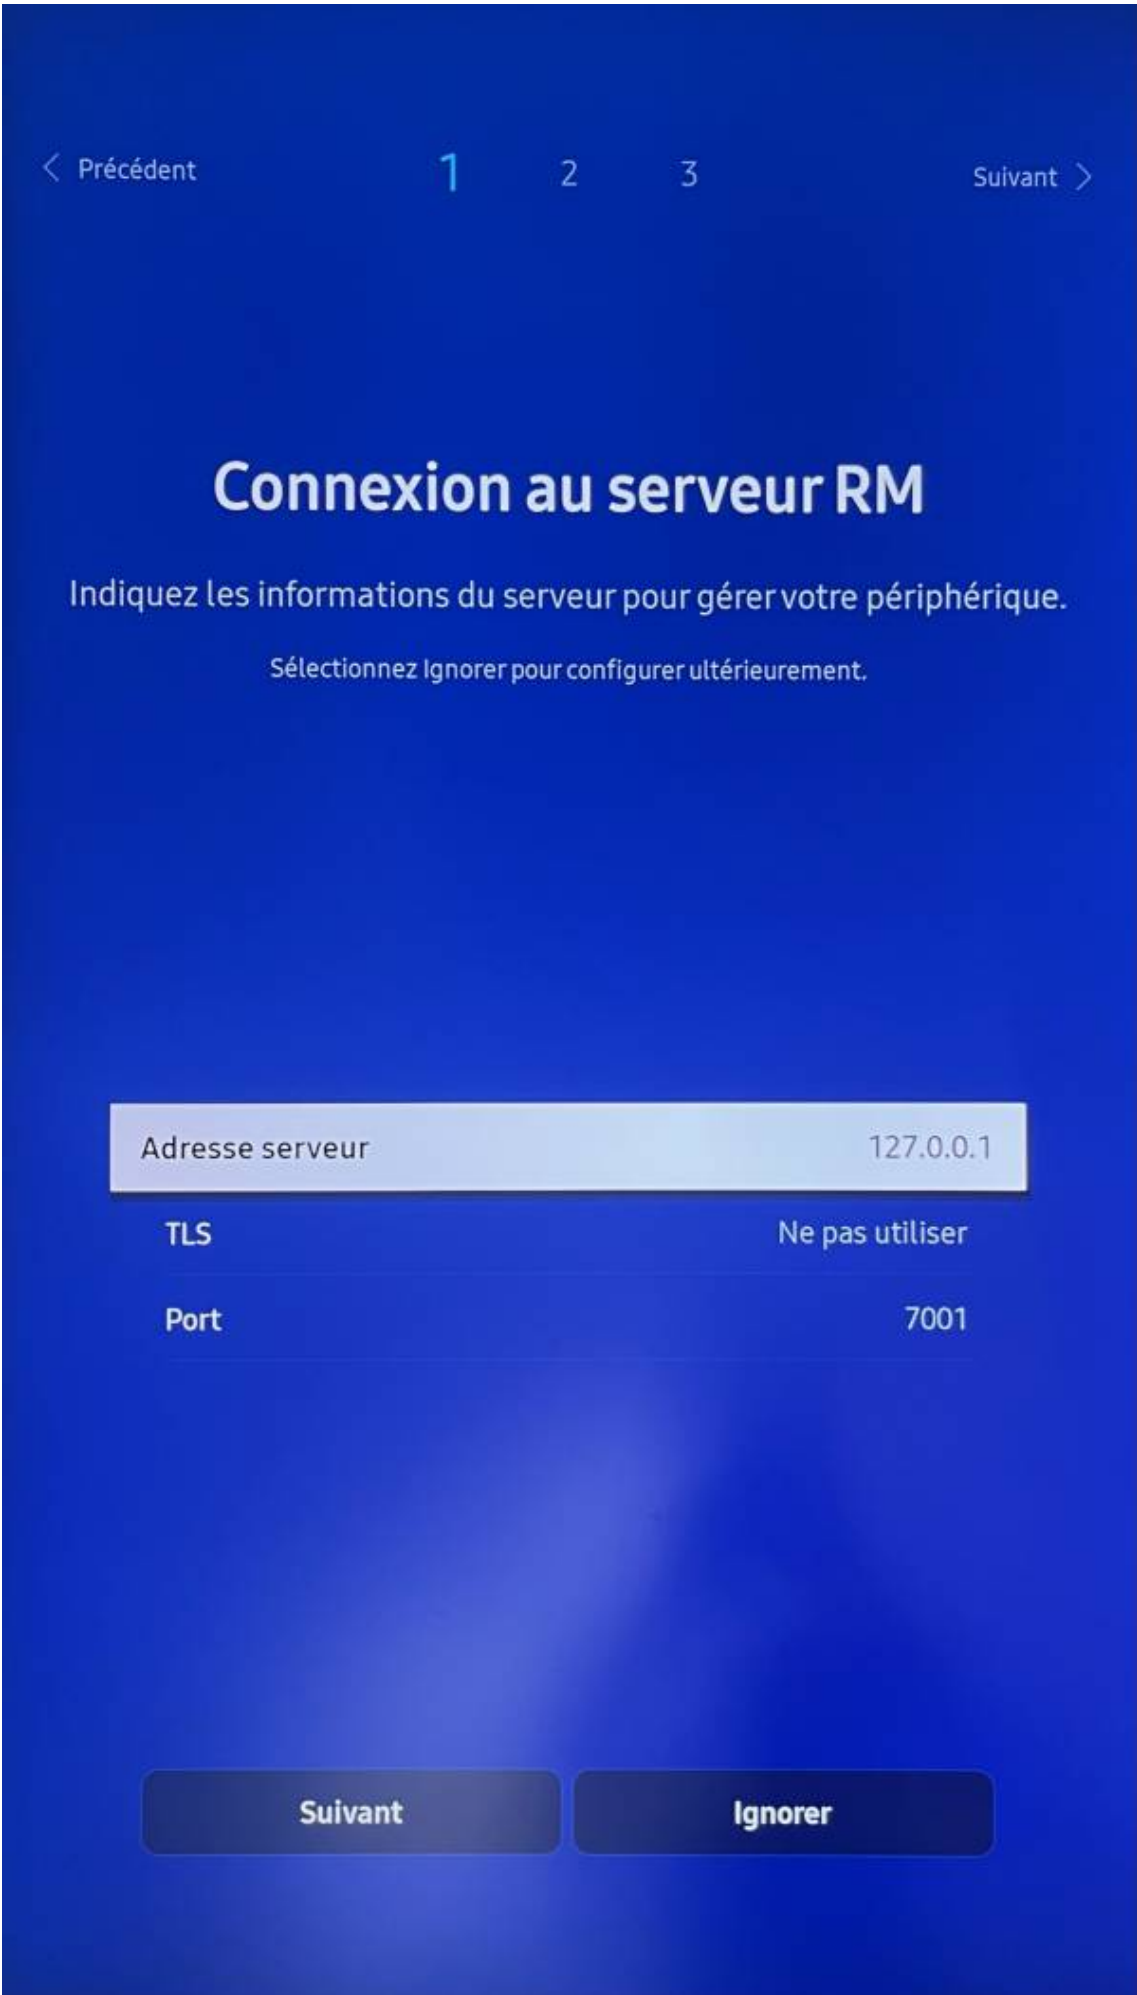 < Précédent 1 2 3 Suivant >
Connexion au serveur RM
Indiquez les informations du serveur pour gérer votre périphérique.
Sélectionnez Ignorer pour configurer ultérieurement.
Adresse serveur 127.0.0.1
TLS Ne pas utiliser
Port 7001
Suivant Ignorer